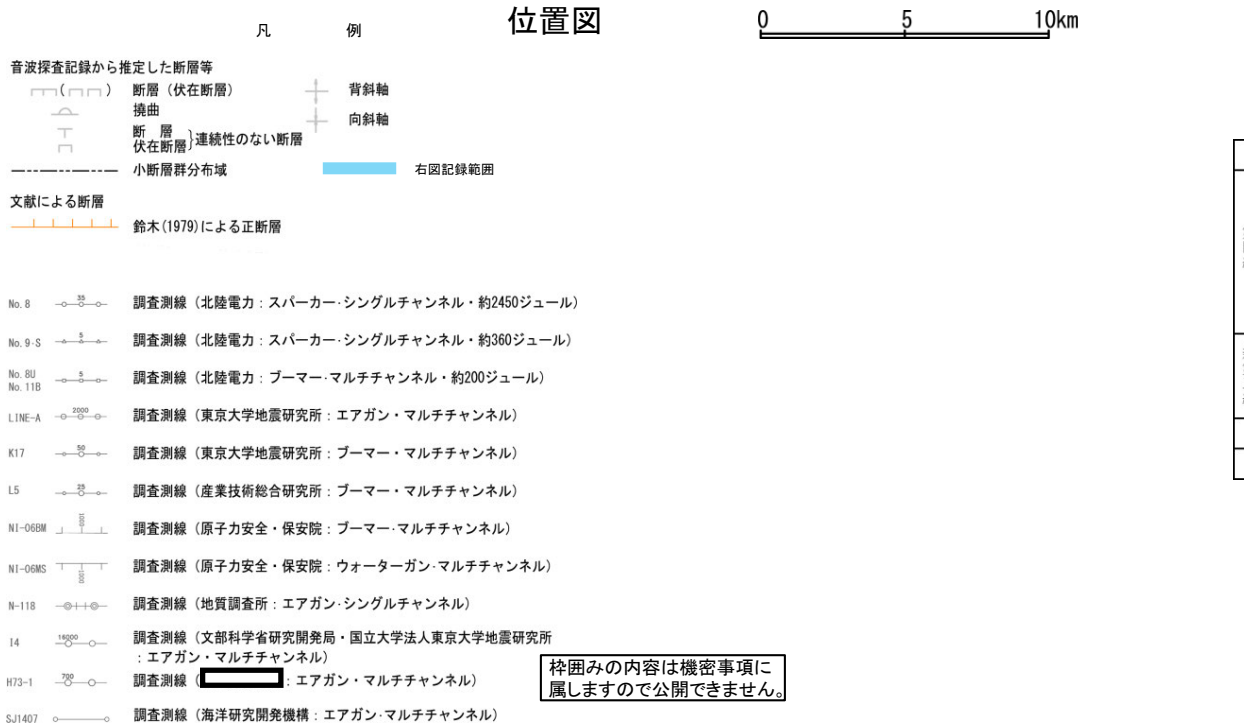 位置図
0 5 10km
凡 例
音波探査記録から推定した断層等
断層（伏在断層） 背斜軸
撓曲 向斜軸
断 層
伏在断層}連続性のない断層
小断層群分布域 右図記録範囲
文献による断層
鈴木(1979)による正断層
No. 8 35 調査測線（北陸電力：スパーカー・シングルチャンネル・約2450ジュール）
No. 9-S 5 調査測線（北陸電力：スパーカー・シングルチャンネル・約360ジュール）
No. 8U
No. 11B 5 調査測線（北陸電力：ブーマー・マルチチャンネル・約200ジュール）
LINE-A 2000 調査測線（東京大学地震研究所：エアガン・マルチチャンネル）
K17 50 調査測線（東京大学地震研究所：ブーマー・マルチチャンネル）
L5 25 調査測線（産業技術総合研究所：ブーマー・マルチチャンネル）
NI-06BM 1000 調査測線（原子力安全・保安院：ブーマー・マルチチャンネル）
NI-06MS 1000 調査測線（原子力安全・保安院：ウォーターガン・マルチチャンネル）
N-118 調査測線（地質調査所：エアガン・シングルチャンネル）
I4 16000 調査測線（文部科学省研究開発局・国立大学法人東京大学地震研究所
：エアガン・マルチチャンネル）
H73-1 700 調査測線（ ：エアガン・マルチチャンネル）
SJ1407 調査測線（海洋研究開発機構：エアガン・マルチチャンネル）
枠囲みの内容は機密事項に
属しますので公開できません。